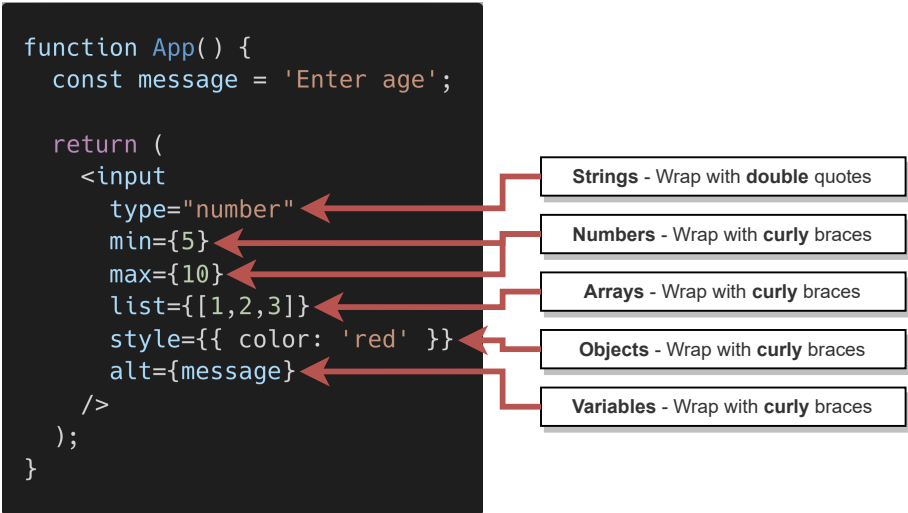 function App() {
const message = 'Enter age';
return (
<input
type="number"
min={5}
max={10}
list={[1,2,3]}
style={{ color: 'red' }}
alt={message}
/>
);
}
Strings - Wrap with double quotes
Numbers - Wrap with curly braces
Arrays - Wrap with curly braces
Objects - Wrap with curly braces
Variables - Wrap with curly braces